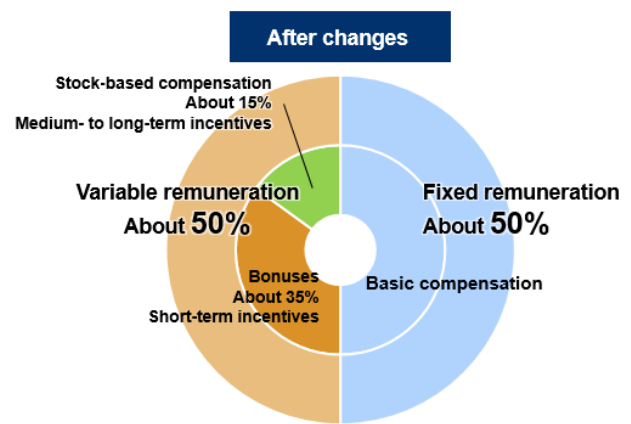 After changes
Stock-based compensation
About 15%
Medium- to long-term incentives
Variable remuneration
About 50%
Fixed remuneration
About 50%
Bonuses
About 35%
Short-term incentives
Basic compensation